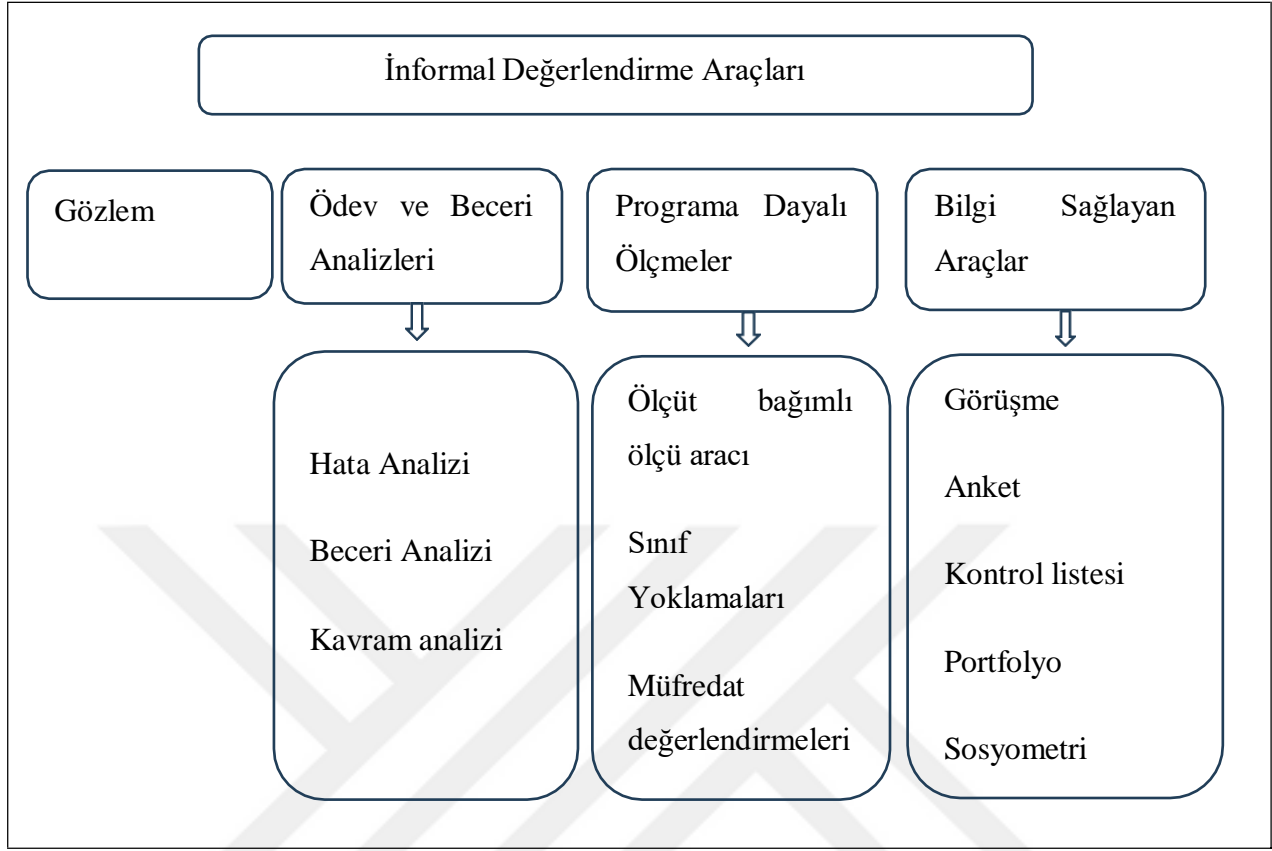 İnformal Değerlendirme Araçları
Gözlem
Ödev ve Beceri
Analizleri
Programa Dayalı
Ölçmeler
Bilgi Sağlayan
Araçlar
Hata Analizi
Beceri Analizi
Kavram analizi
Ölçüt bağımlı
ölçü aracı
Sınıf
Yoklamaları
Müfredat
değerlendirmeleri
Görüşme
Anket
Kontrol listesi
Portfolyo
Sosyometri